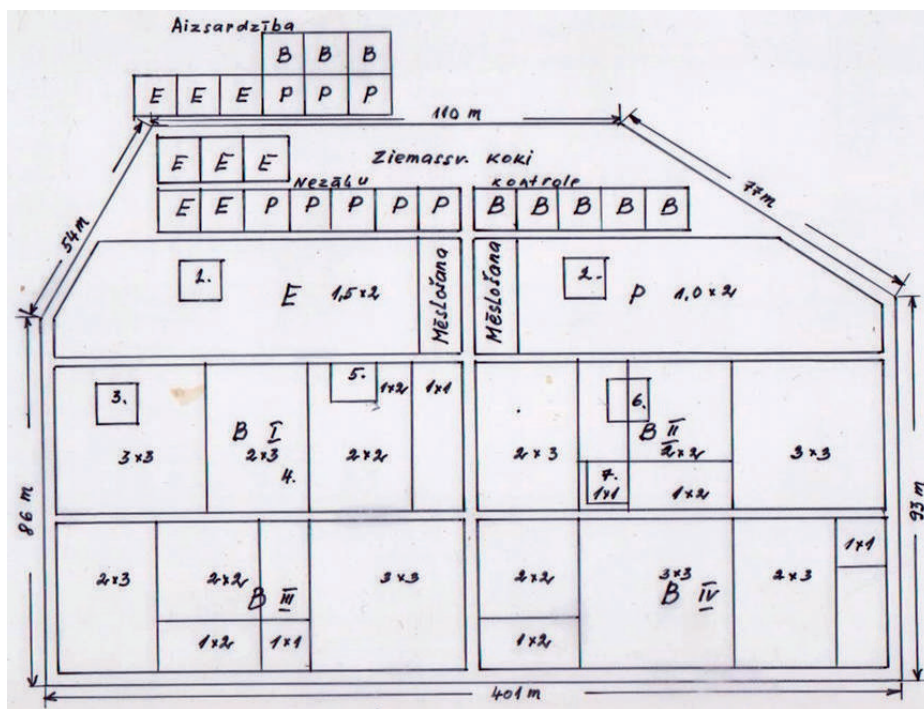 Aizsardzība
B B B
E E E P P P
110 m
E E E Ziemassv. koki
Nezāļu kontrole
E E P P P P P B B B B B
77 m
54 m
1. E 1,5x2 Mēslošana Mēslošana 2. P 1,0x2
3. 5. 1x2 1x1 6.
B I B II
3x3 2x3 2x2 2x3 2x2 3x3
4. 7. 1x1 1x2
86 m
93 m
2x3 2x2 3x3 2x2 3x3 2x3 1x1
B III B IV
1x2 1x1 1x2
401 m